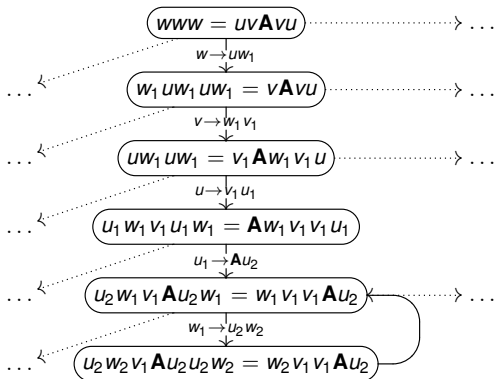 www = uv𝐀vu ...
w→uw₁
... w₁uw₁uw₁ = v𝐀vu ...
v→w₁v₁
... uw₁uw₁ = v₁𝐀w₁v₁u ...
u→v₁u₁
... u₁w₁v₁u₁w₁ = 𝐀w₁v₁v₁u₁
u₁→𝐀u₂
... u₂w₁v₁𝐀u₂w₁ = w₁v₁v₁𝐀u₂ ...
w₁→u₂w₂
... u₂w₂v₁𝐀u₂u₂w₂ = w₂v₁v₁𝐀u₂